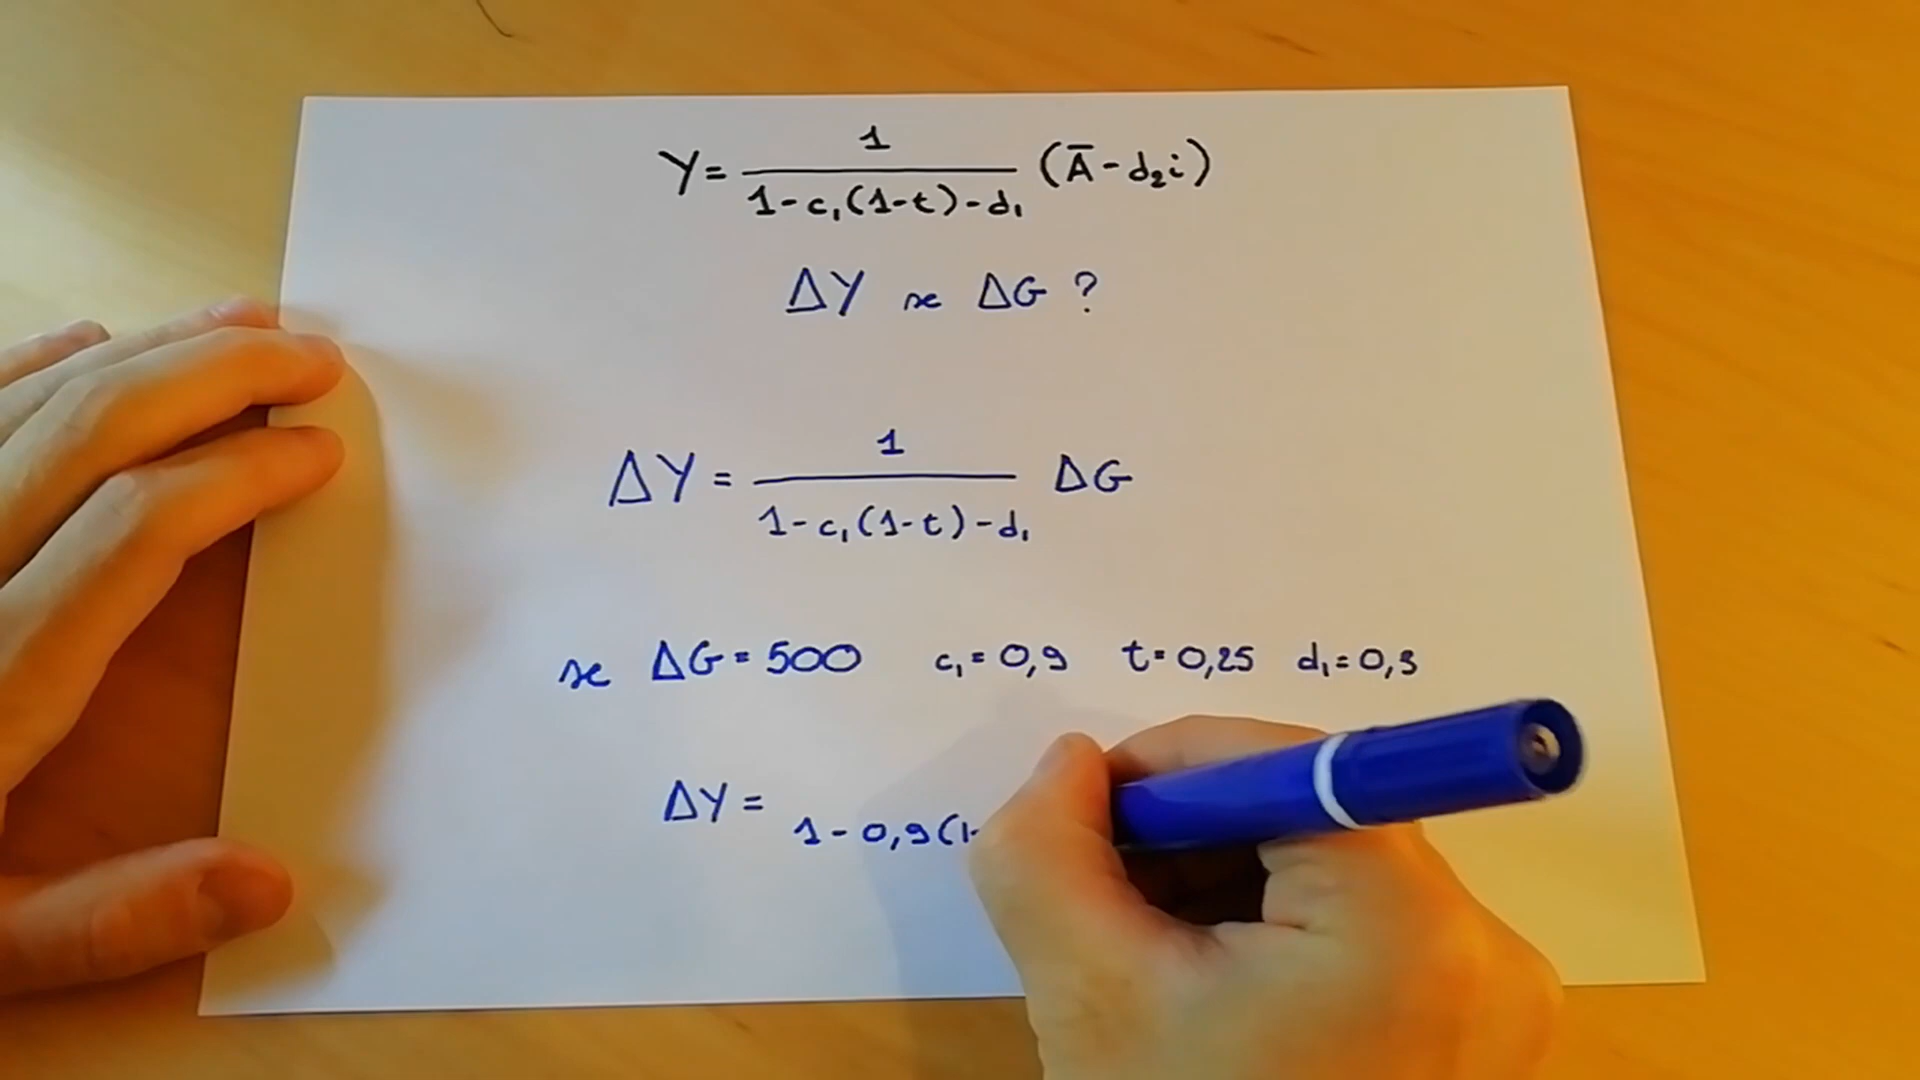 Y = 1 / 1-c₁(1-t)-d₁ (Ā-d₂i)
ΔY se ΔG ?
ΔY = 1 / 1-c₁(1-t)-d₁ ΔG
se ΔG = 500 c₁ = 0,9 t = 0,25 d₁ = 0,3
ΔY = 1-0,9(1-